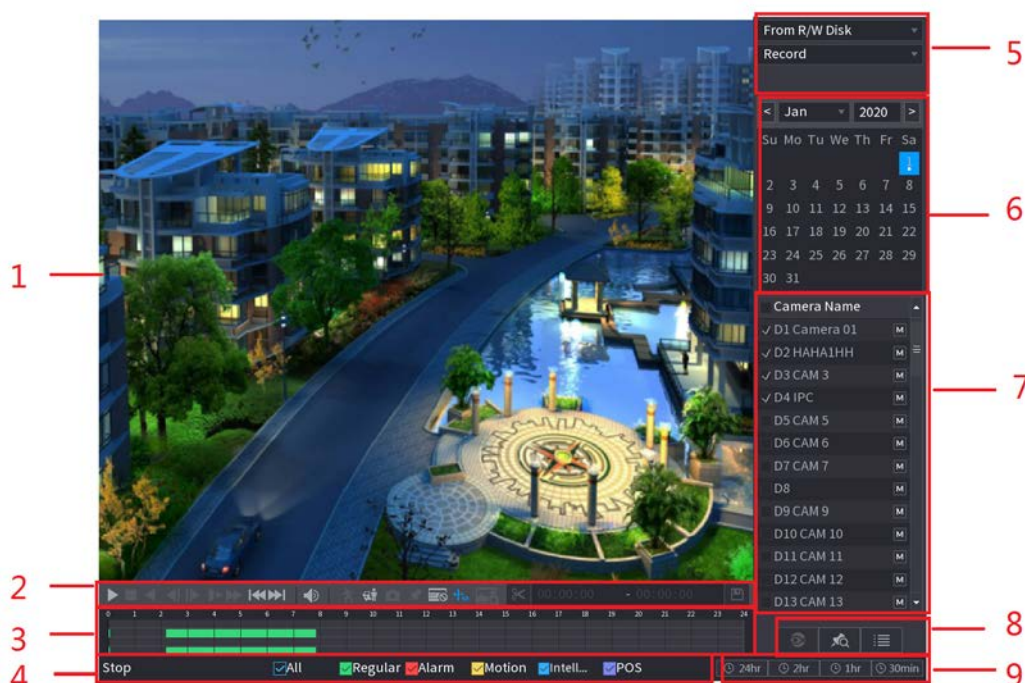 1
2
3
4
From R/W Disk
Record
5
< Jan 2020 >
Su Mo Tu We Th Fr Sa
1
2 3 4 5 6 7 8
9 10 11 12 13 14 15
16 17 18 19 20 21 22
23 24 25 26 27 28 29
30 31
6
Camera Name
D1 Camera 01 M
D2 HAHA1HH M
D3 CAM 3 M
D4 IPC M
D5 CAM 5 M
D6 CAM 6 M
D7 CAM 7 M
D8 M
D9 CAM 9 M
D10 CAM 10 M
D11 CAM 11 M
D12 CAM 12 M
D13 CAM 13 M
7
00:00:00 - 00:00:00
0 1 2 3 4 5 6 7 8 9 10 11 12 13 14 15 16 17 18 19 20 21 22 23 24
8
Stop All Regular Alarm Motion Intell... POS
24hr 2hr 1hr 30min
9